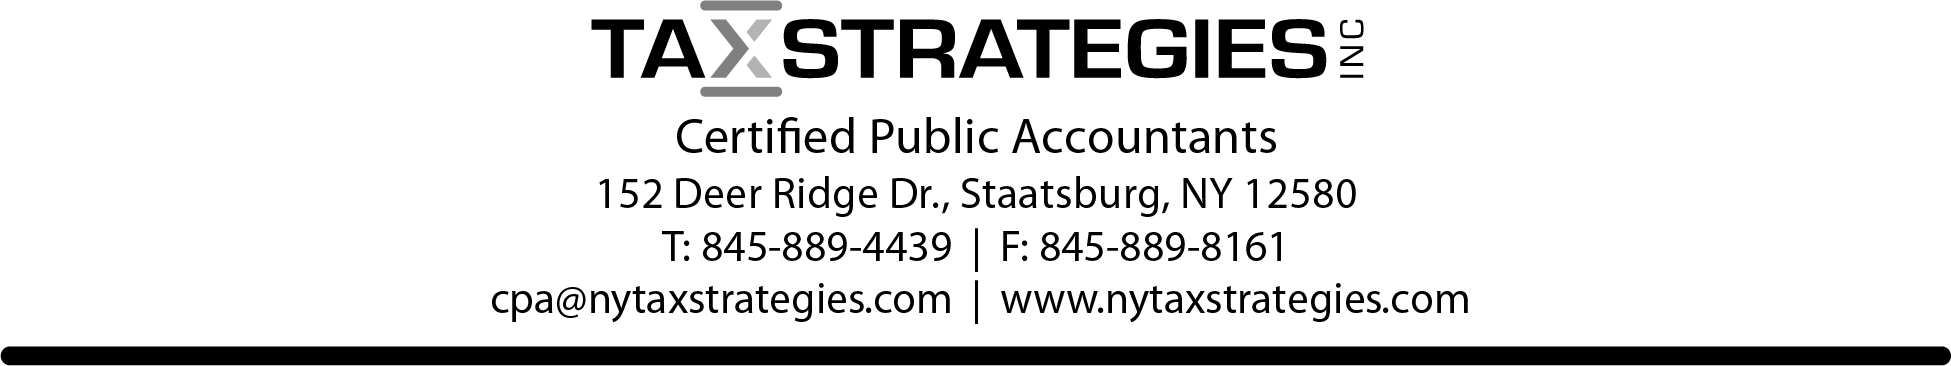 TAXSTRATEGIES INC
Certified Public Accountants
152 Deer Ridge Dr., Staatsburg, NY 12580
T: 845-889-4439 | F: 845-889-8161
cpa@nytaxstrategies.com | www.nytaxstrategies.com